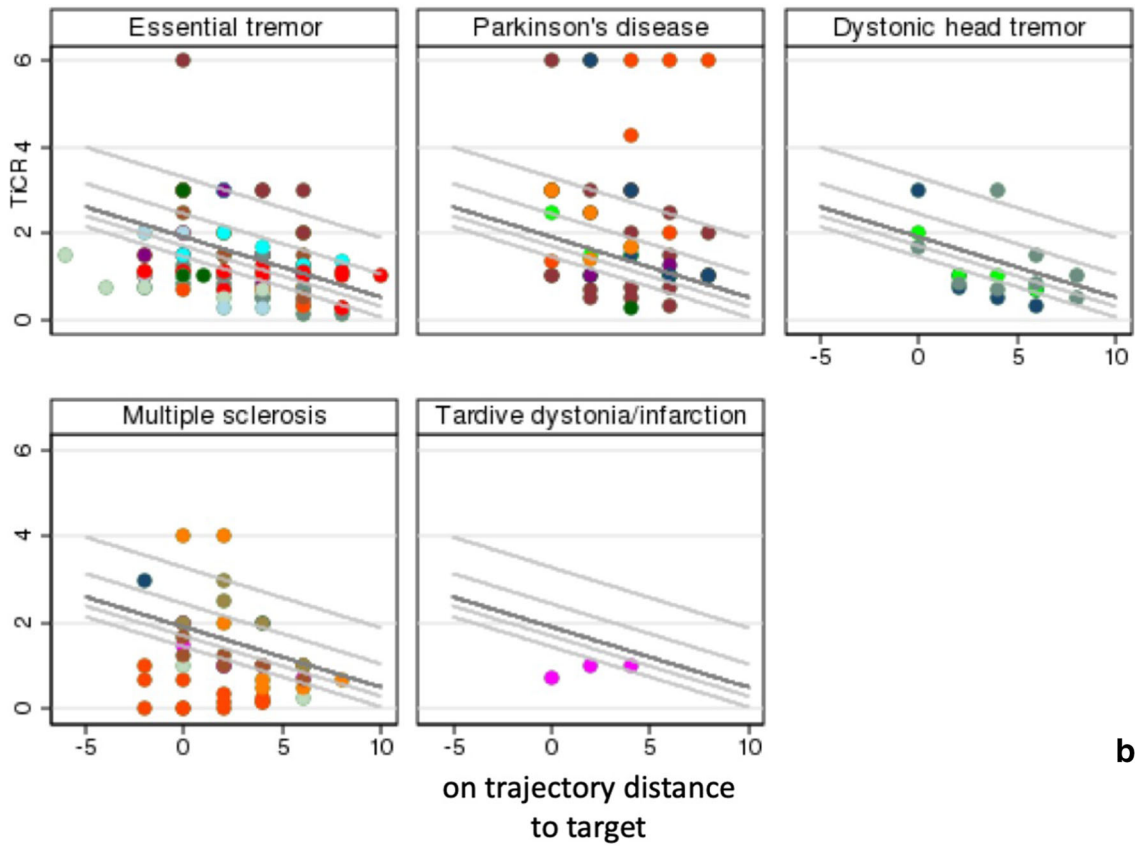 Essential tremor
Parkinson's disease
Dystonic head tremor
TiCR
6
4
2
0
-5 0 5 10
Multiple sclerosis
Tardive dystonia/infarction
6
4
2
0
-5 0 5 10
-5 0 5 10
b
on trajectory distance
to target